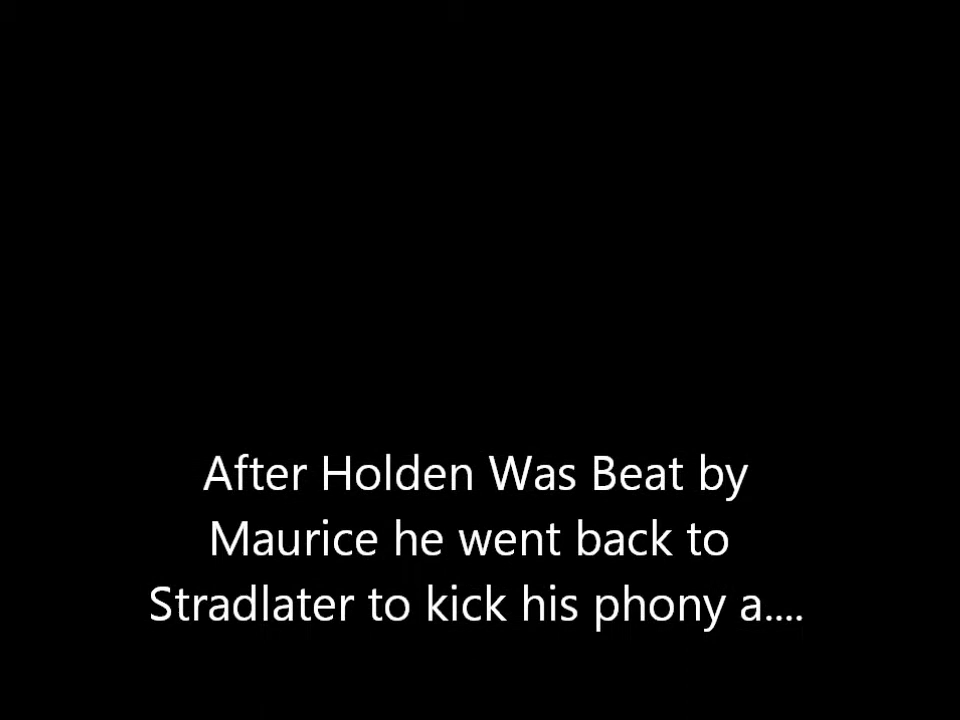 After Holden Was Beat by
Maurice he went back to
Stradlater to kick his phony a....